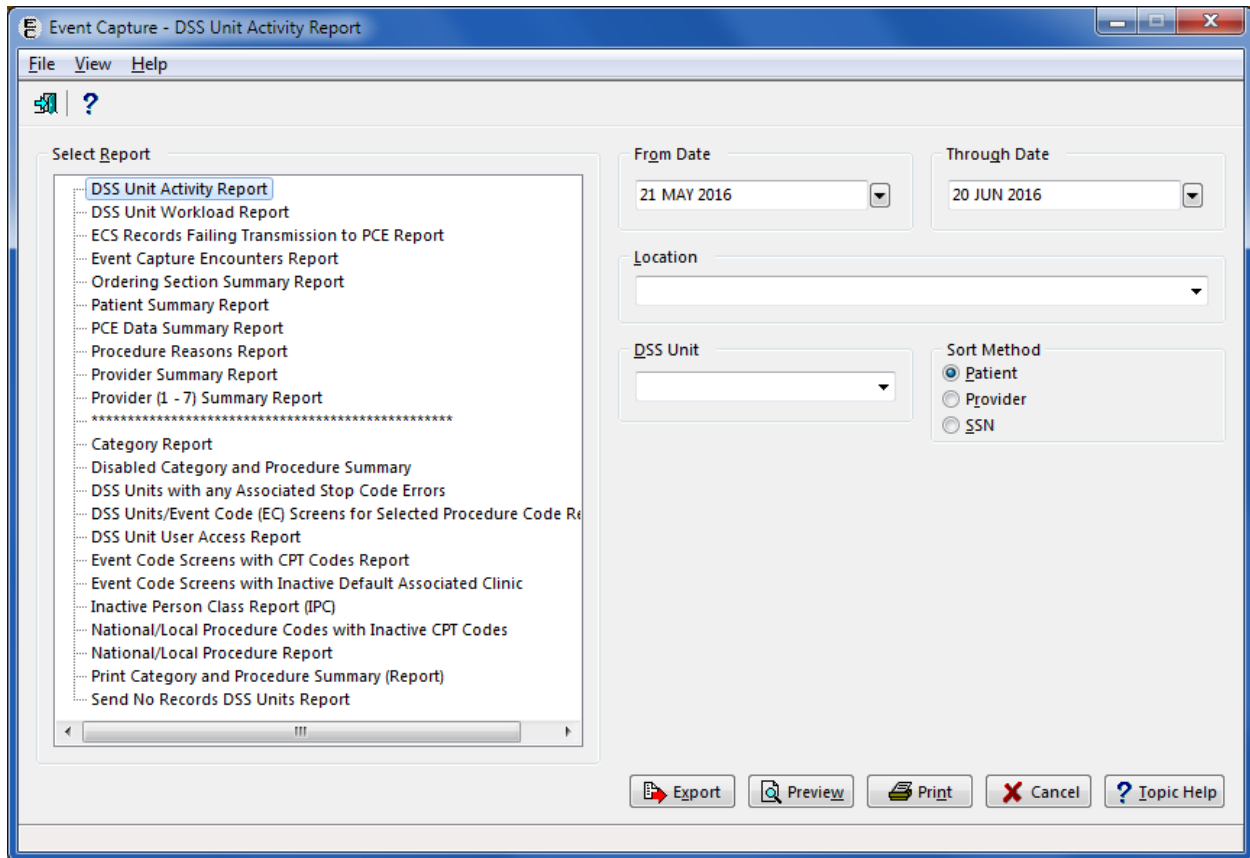 Event Capture - DSS Unit Activity Report
File View Help
?
Select Report
DSS Unit Activity Report
DSS Unit Workload Report
ECS Records Failing Transmission to PCE Report
Event Capture Encounters Report
Ordering Section Summary Report
Patient Summary Report
PCE Data Summary Report
Procedure Reasons Report
Provider Summary Report
Provider (1 - 7) Summary Report
**************************************************
Category Report
Disabled Category and Procedure Summary
DSS Units with any Associated Stop Code Errors
DSS Units/Event Code (EC) Screens for Selected Procedure Code Re
DSS Unit User Access Report
Event Code Screens with CPT Codes Report
Event Code Screens with Inactive Default Associated Clinic
Inactive Person Class Report (IPC)
National/Local Procedure Codes with Inactive CPT Codes
National/Local Procedure Report
Print Category and Procedure Summary (Report)
Send No Records DSS Units Report
From Date
21 MAY 2016
Through Date
20 JUN 2016
Location
DSS Unit
Sort Method
Patient
Provider
SSN
Export Preview Print Cancel ? Topic Help